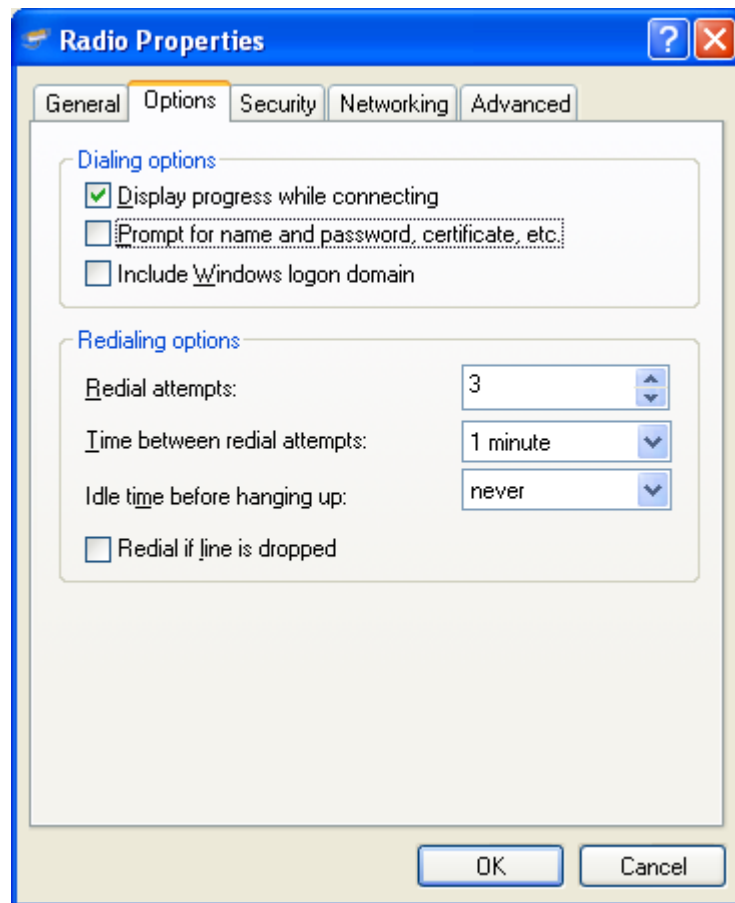 Radio Properties
General Options Security Networking Advanced
Dialing options
Display progress while connecting
Prompt for name and password, certificate, etc.
Include Windows logon domain
Redialing options
Redial attempts: 3
Time between redial attempts: 1 minute
Idle time before hanging up: never
Redial if line is dropped
OK Cancel